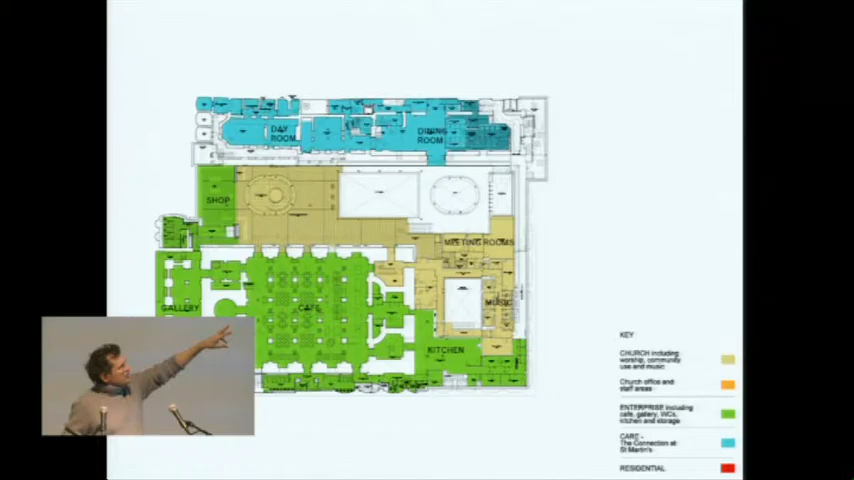 DAY
ROOM
DINING
ROOM
SHOP
MEETING ROOMS
GALLERY
CAFE
MUSIC
KITCHEN
KEY
CHURCH including
worship, community
use and music
Church office and
staff areas
ENTERPRISE including
cafe, gallery, WCs,
kitchen and storage
CARE -
The Connection at
St Martin's
RESIDENTIAL